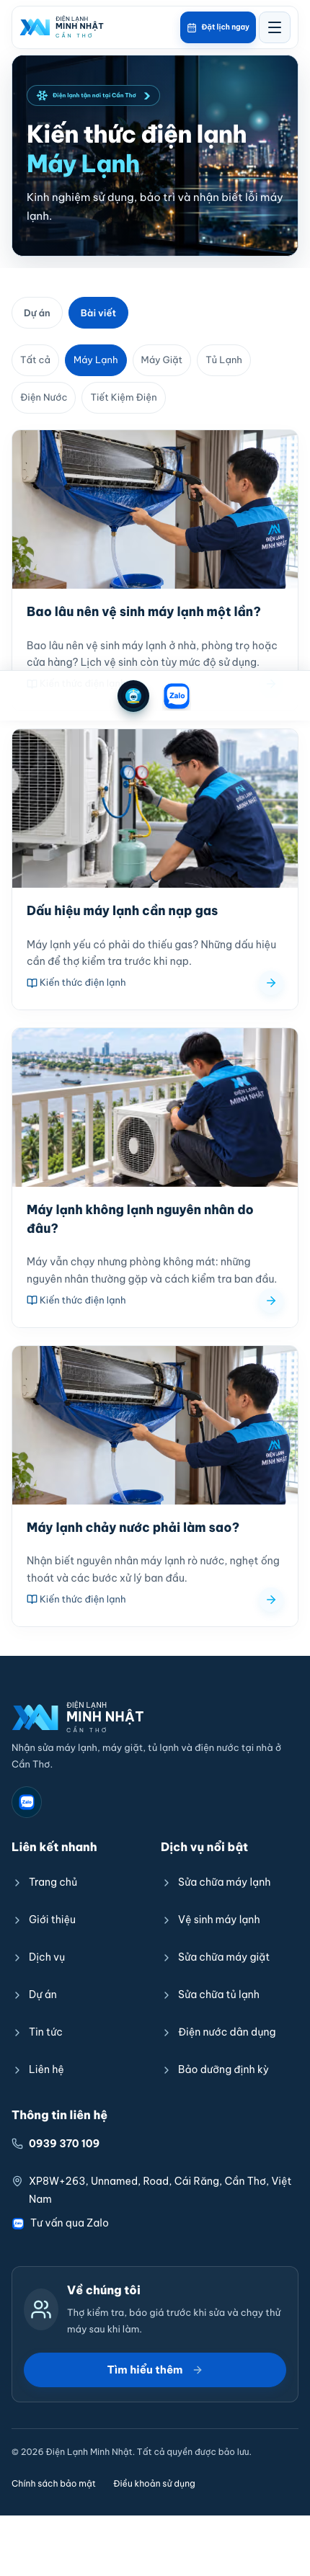 ĐIỆN LẠNH
MINH NHẬT
CẦN THƠ
Đặt lịch ngay
Điện lạnh tận nơi tại Cần Thơ
Kiến thức điện lạnh
Máy Lạnh
Kinh nghiệm sử dụng, bảo trì và nhận biết lỗi máy
lạnh.
Dự án
Bài viết
Tất cả
Máy Lạnh
Máy Giặt
Tủ Lạnh
Điện Nước
Tiết Kiệm Điện
Bao lâu nên vệ sinh máy lạnh một lần?
Bao lâu nên vệ sinh máy lạnh ở nhà, phòng trọ hoặc
cửa hàng? Lịch vệ sinh còn tùy mức độ sử dụng.
Zalo
Dấu hiệu máy lạnh cần nạp gas
Máy lạnh yếu có phải do thiếu gas? Những dấu hiệu
cần để thợ kiểm tra trước khi nạp.
Kiến thức điện lạnh
Máy lạnh không lạnh nguyên nhân do
đâu?
Máy vẫn chạy nhưng phòng không mát: những
nguyên nhân thường gặp và cách kiểm tra ban đầu.
Kiến thức điện lạnh
Máy lạnh chảy nước phải làm sao?
Nhận biết nguyên nhân máy lạnh rò nước, nghẹt ống
thoát và các bước xử lý ban đầu.
Kiến thức điện lạnh
ĐIỆN LẠNH
MINH NHẬT
CẦN THƠ
Nhận sửa máy lạnh, máy giặt, tủ lạnh và điện nước tại nhà ở
Cần Thơ.
Zalo
Liên kết nhanh
Trang chủ
Giới thiệu
Dịch vụ
Dự án
Tin tức
Liên hệ
Dịch vụ nổi bật
Sửa chữa máy lạnh
Vệ sinh máy lạnh
Sửa chữa máy giặt
Sửa chữa tủ lạnh
Điện nước dân dụng
Bảo dưỡng định kỳ
Thông tin liên hệ
0939 370 109
XP8W+263, Unnamed, Road, Cái Răng, Cần Thơ, Việt
Nam
Tư vấn qua Zalo
Về chúng tôi
Thợ kiểm tra, báo giá trước khi sửa và chạy thử
máy sau khi làm.
Tìm hiểu thêm
© 2026 Điện Lạnh Minh Nhật. Tất cả quyền được bảo lưu.
Chính sách bảo mật
Điều khoản sử dụng